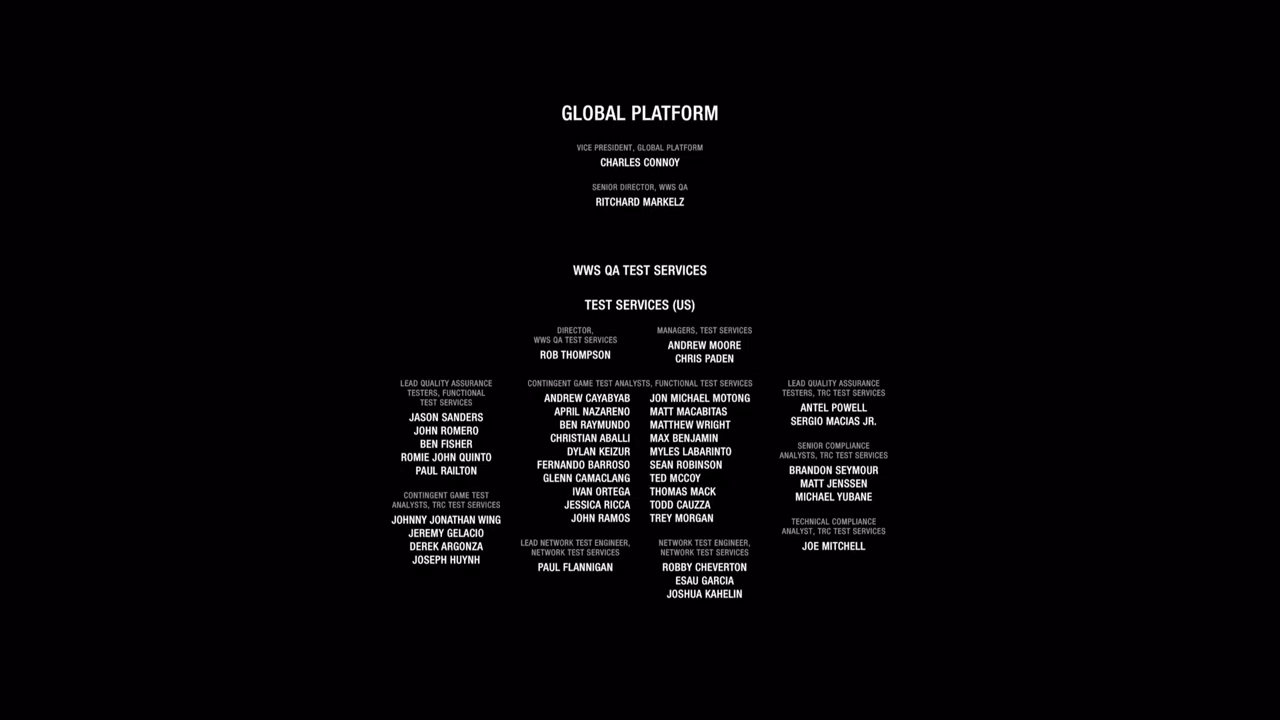 GLOBAL PLATFORM
VICE PRESIDENT, GLOBAL PLATFORM
CHARLES CONNOY
SENIOR DIRECTOR, WWS QA
RITCHARD MARKELZ
WWS QA TEST SERVICES
TEST SERVICES (US)
DIRECTOR,
WWS QA TEST SERVICES
ROB THOMPSON
MANAGERS, TEST SERVICES
ANDREW MOORE
CHRIS PADEN
LEAD QUALITY ASSURANCE
TESTERS, FUNCTIONAL
TEST SERVICES
JASON SANDERS
JOHN ROMERO
BEN FISHER
ROMIE JOHN QUINTO
PAUL RAILTON
CONTINGENT GAME TEST
ANALYSTS, TRC TEST SERVICES
JOHNNY JONATHAN WING
JEREMY GELACIO
DEREK ARGONZA
JOSEPH HUYNH
CONTINGENT GAME TEST ANALYSTS, FUNCTIONAL TEST SERVICES
ANDREW CAYABYAB
APRIL NAZARENO
BEN RAYMUNDO
CHRISTIAN ABALLI
DYLAN KEIZUR
FERNANDO BARROSO
GLENN CAMACLANG
IVAN ORTEGA
JESSICA RICCA
JOHN RAMOS
JON MICHAEL MOTONG
MATT MACABITAS
MATTHEW WRIGHT
MAX BENJAMIN
MYLES LABARINTO
SEAN ROBINSON
TED MCCOY
THOMAS MACK
TODD CAUZZA
TREY MORGAN
LEAD NETWORK TEST ENGINEER,
NETWORK TEST SERVICES
PAUL FLANNIGAN
NETWORK TEST ENGINEER,
NETWORK TEST SERVICES
ROBBY CHEVERTON
ESAU GARCIA
JOSHUA KAHELIN
LEAD QUALITY ASSURANCE
TESTERS, TRC TEST SERVICES
ANTEL POWELL
SERGIO MACIAS JR.
SENIOR COMPLIANCE
ANALYSTS, TRC TEST SERVICES
BRANDON SEYMOUR
MATT JENSSEN
MICHAEL YUBANE
TECHNICAL COMPLIANCE
ANALYST, TRC TEST SERVICES
JOE MITCHELL